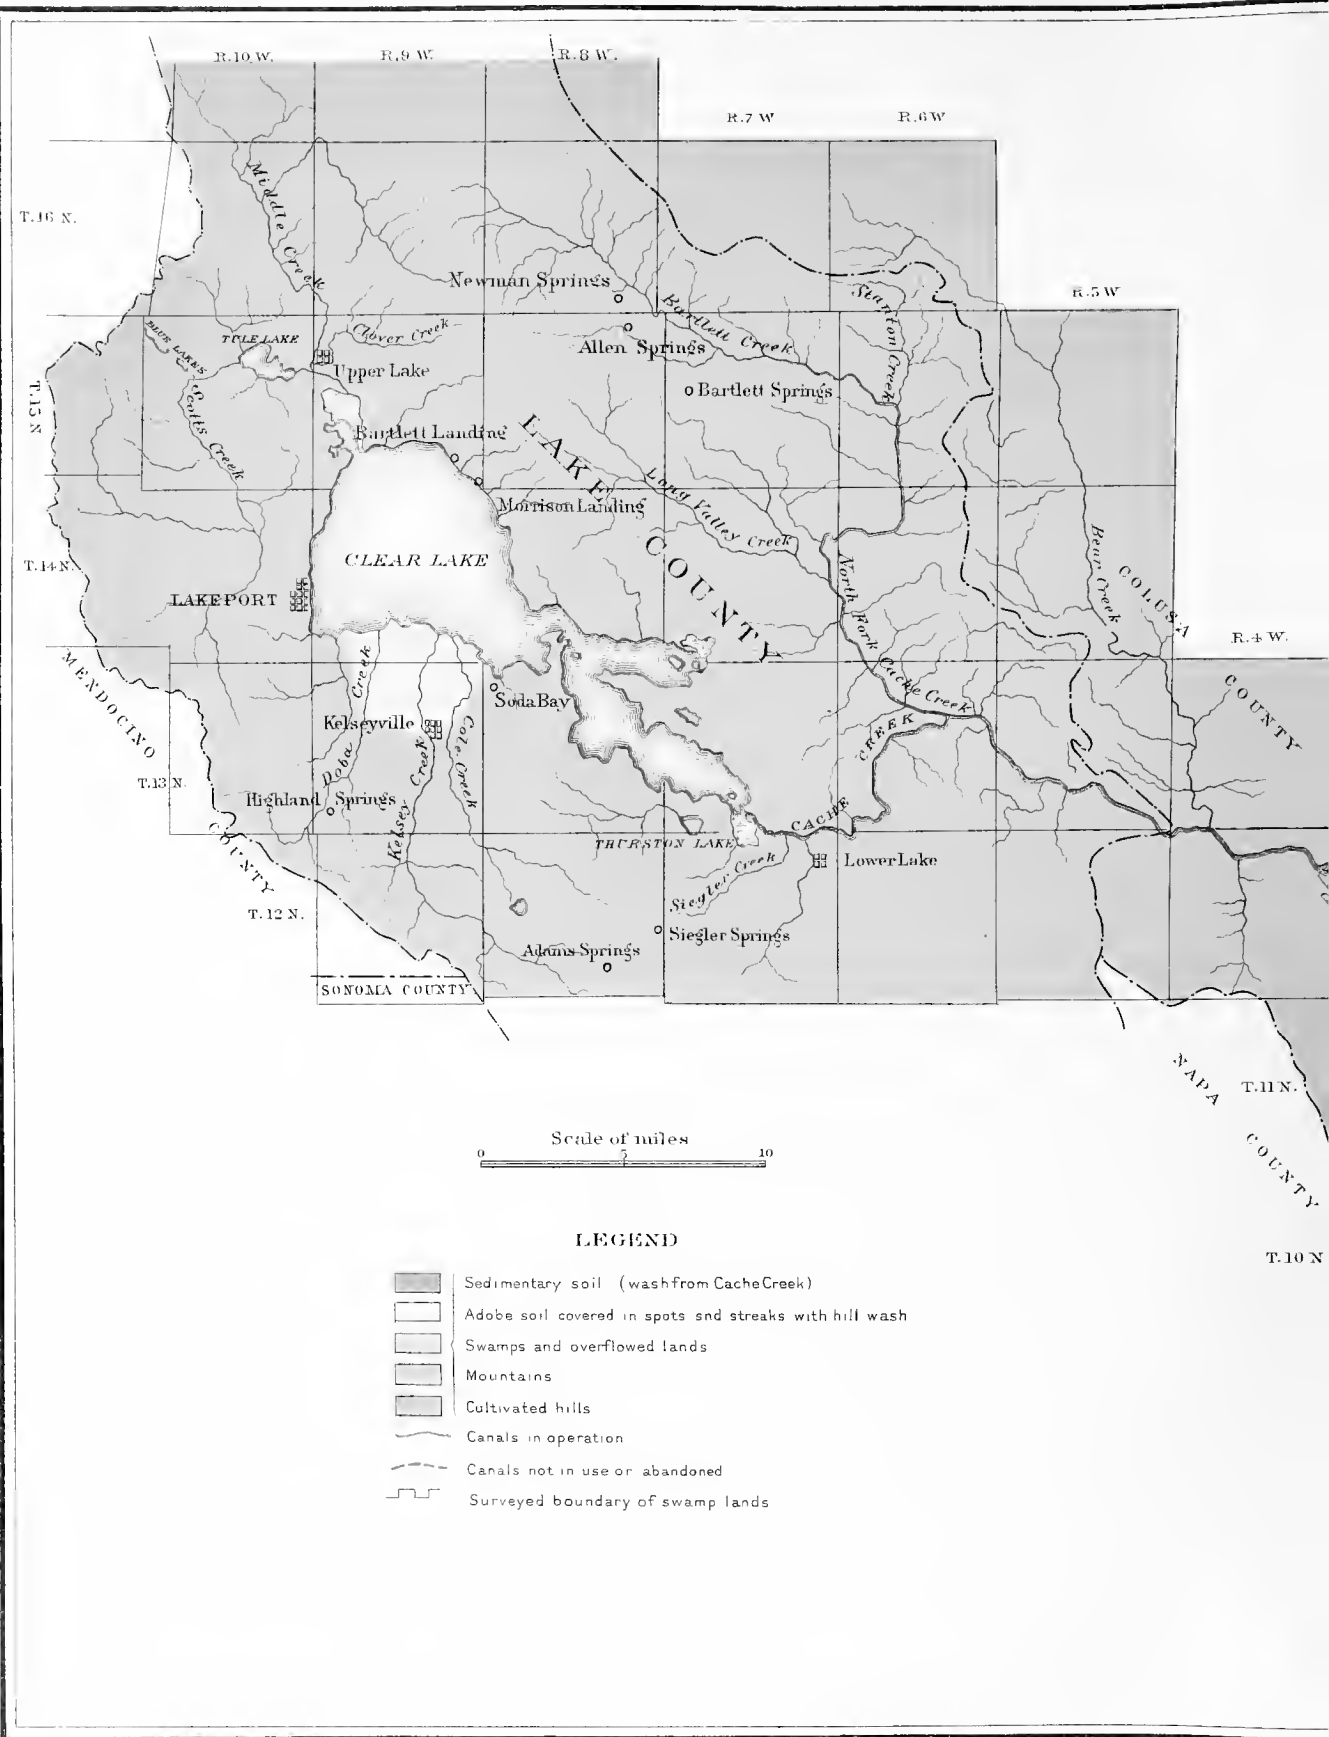 R.10 W.
R.9 W.
R.8 W.
R.7 W
R.6 W
T.16 N.
Middle Creek
Newman Springs
Stanton Creek
R.5 W
BLUE LAKES
TULE LAKE
Clover Creek
Bartlett Creek
Allen Springs
Upper Lake
Bartlett Springs
T.15 N
Scotts Creek
Bartlett Landing
LAKE COUNTY
Long Valley Creek
Morrison Landing
Bear Creek
CLEAR LAKE
T.14 N.
LAKEPORT
North Fork Cache Creek
COLUSA COUNTY
R.4 W.
MENDOCINO COUNTY
Doba Creek
Soda Bay
Kelseyville
Kelsey Creek
Cole Creek
CACHE CREEK
T.13 N.
Highland Springs
THURSTON LAKE
Lower Lake
Siegler Creek
T.12 N.
Siegler Springs
Adams Springs
SONOMA COUNTY
NAPA COUNTY
T.11 N.
Scale of miles
0 5 10
T.10 N
LEGEND
Sedimentary soil (wash from Cache Creek)
Adobe soil covered in spots snd streaks with hill wash
Swamps and overflowed lands
Mountains
Cultivated hills
Canals in operation
Canals not in use or abandoned
Surveyed boundary of swamp lands